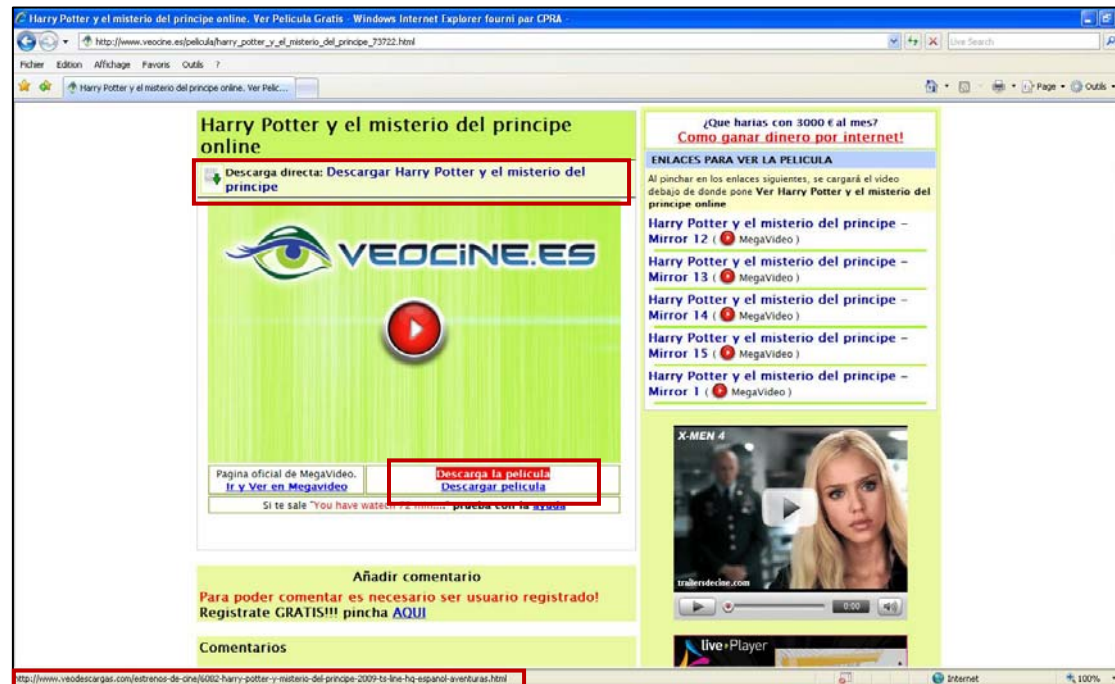 Harry Potter y el misterio del principe online. Ver Pelicula Gratis - Windows Internet Explorer fourni par CPRA
http://www.veocine.es/pelicula/harry_potter_y_el_misterio_del_principe_73722.html
Live Search
Fichier Edition Affichage Favoris Outils ?
Harry Potter y el misterio del principe online. Ver Pelic...
Page Outils
Harry Potter y el misterio del principe
online
Descarga directa: Descargar Harry Potter y el misterio del
principe
VEOCINE.ES
Pagina oficial de MegaVideo.
Ir y Ver en Megavideo
Descarga la pelicula
Descargar pelicula
Si te sale "You have watech 72 min...." prueba con la ayuda
Añadir comentario
Para poder comentar es necesario ser usuario registrado!
Registrate GRATIS!!! pincha AQUI
Comentarios
¿Que harias con 3000 € al mes?
Como ganar dinero por internet!
ENLACES PARA VER LA PELICULA
Al pinchar en los enlaces siguientes, se cargará el video
debajo de donde pone Ver Harry Potter y el misterio del
principe online
Harry Potter y el misterio del principe –
Mirror 12 ( MegaVideo )
Harry Potter y el misterio del principe –
Mirror 13 ( MegaVideo )
Harry Potter y el misterio del principe –
Mirror 14 ( MegaVideo )
Harry Potter y el misterio del principe –
Mirror 15 ( MegaVideo )
Harry Potter y el misterio del principe –
Mirror 1 ( MegaVideo )
X-MEN 4
trailersdecine.com
0:00
live Player
http://www.veodescargas.com/estrenos-de-cine/6082-harry-potter-y-misterio-del-principe-2009-ts-line-hq-espanol-aventuras.html
Internet
100%